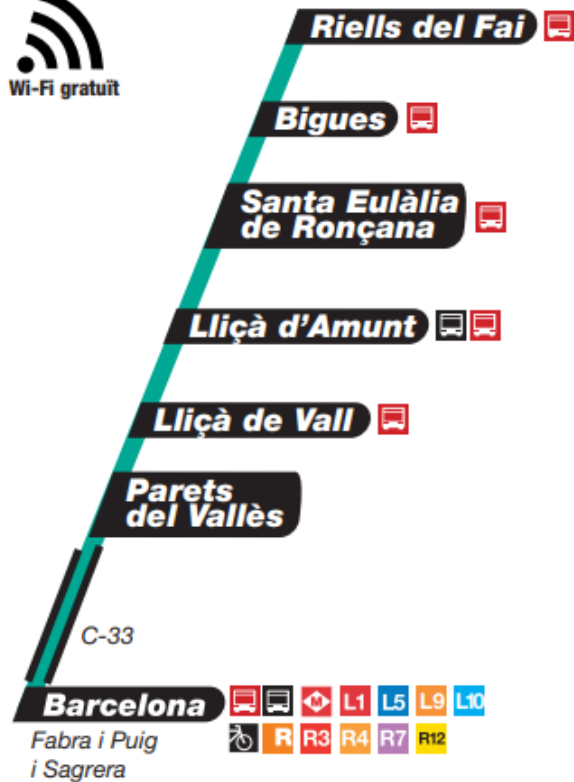 Riells del Fai
Wi-Fi gratuït
Bigues
Santa Eulàlia
de Ronçana
Lliçà d'Amunt
Lliçà de Vall
Parets
del Vallès
C-33
Barcelona M L1 L5 L9 L10
Fabra i Puig R R3 R4 R7 R12
i Sagrera